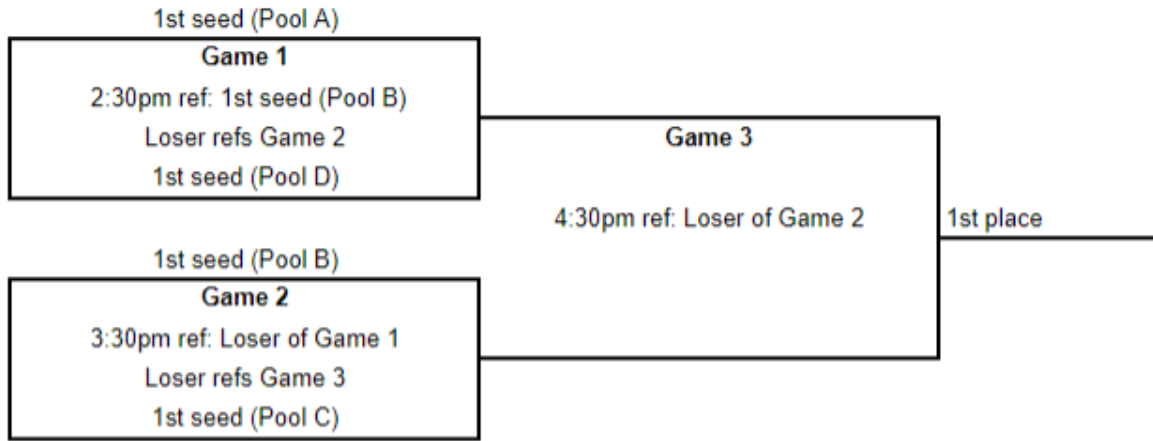 1st seed (Pool A)
Game 1
2:30pm ref: 1st seed (Pool B)
Loser refs Game 2
1st seed (Pool D)
Game 3
4:30pm ref: Loser of Game 2
1st place
1st seed (Pool B)
Game 2
3:30pm ref: Loser of Game 1
Loser refs Game 3
1st seed (Pool C)